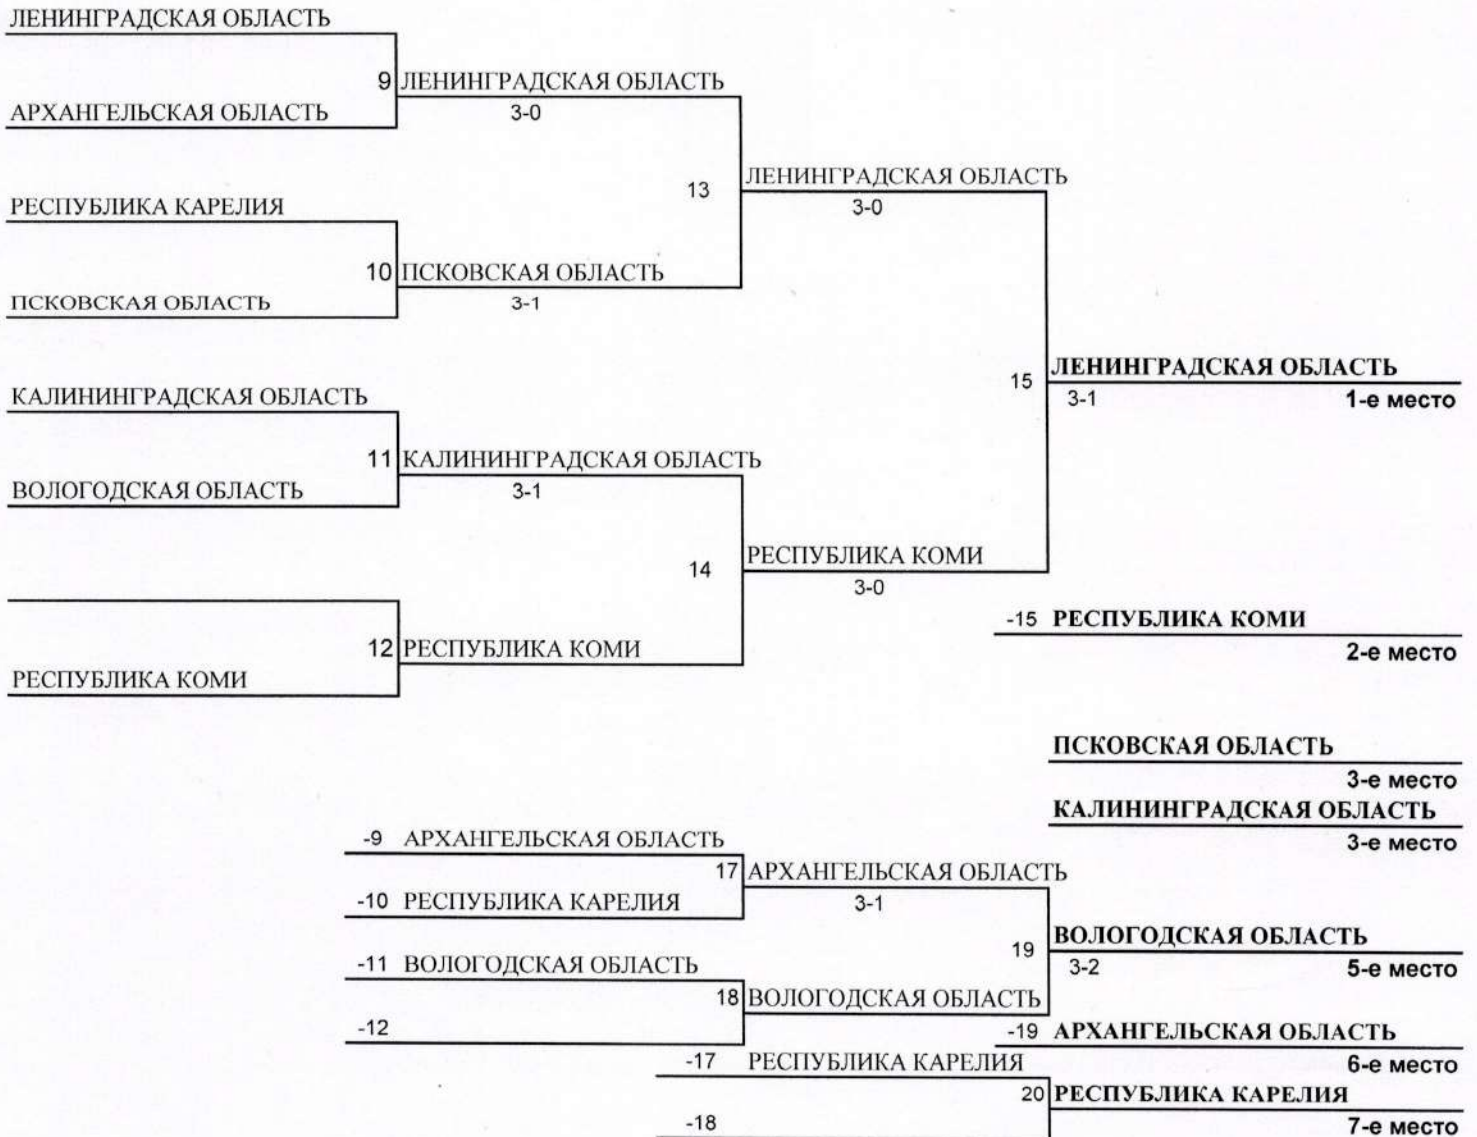 ЛЕНИНГРАДСКАЯ ОБЛАСТЬ
9 ЛЕНИНГРАДСКАЯ ОБЛАСТЬ
АРХАНГЕЛЬСКАЯ ОБЛАСТЬ
3-0
13
ЛЕНИНГРАДСКАЯ ОБЛАСТЬ
3-0
РЕСПУБЛИКА КАРЕЛИЯ
10 ПСКОВСКАЯ ОБЛАСТЬ
ПСКОВСКАЯ ОБЛАСТЬ
3-1
15
ЛЕНИНГРАДСКАЯ ОБЛАСТЬ
3-1
1-е место
КАЛИНИНГРАДСКАЯ ОБЛАСТЬ
11 КАЛИНИНГРАДСКАЯ ОБЛАСТЬ
ВОЛОГОДСКАЯ ОБЛАСТЬ
3-1
14
РЕСПУБЛИКА КОМИ
3-0
-15 РЕСПУБЛИКА КОМИ
2-е место
12 РЕСПУБЛИКА КОМИ
РЕСПУБЛИКА КОМИ
ПСКОВСКАЯ ОБЛАСТЬ
3-е место
КАЛИНИНГРАДСКАЯ ОБЛАСТЬ
3-е место
-9 АРХАНГЕЛЬСКАЯ ОБЛАСТЬ
17 АРХАНГЕЛЬСКАЯ ОБЛАСТЬ
-10 РЕСПУБЛИКА КАРЕЛИЯ
3-1
19
ВОЛОГОДСКАЯ ОБЛАСТЬ
3-2
5-е место
-11 ВОЛОГОДСКАЯ ОБЛАСТЬ
18 ВОЛОГОДСКАЯ ОБЛАСТЬ
-12
-19 АРХАНГЕЛЬСКАЯ ОБЛАСТЬ
6-е место
-17 РЕСПУБЛИКА КАРЕЛИЯ
20 РЕСПУБЛИКА КАРЕЛИЯ
-18
7-е место